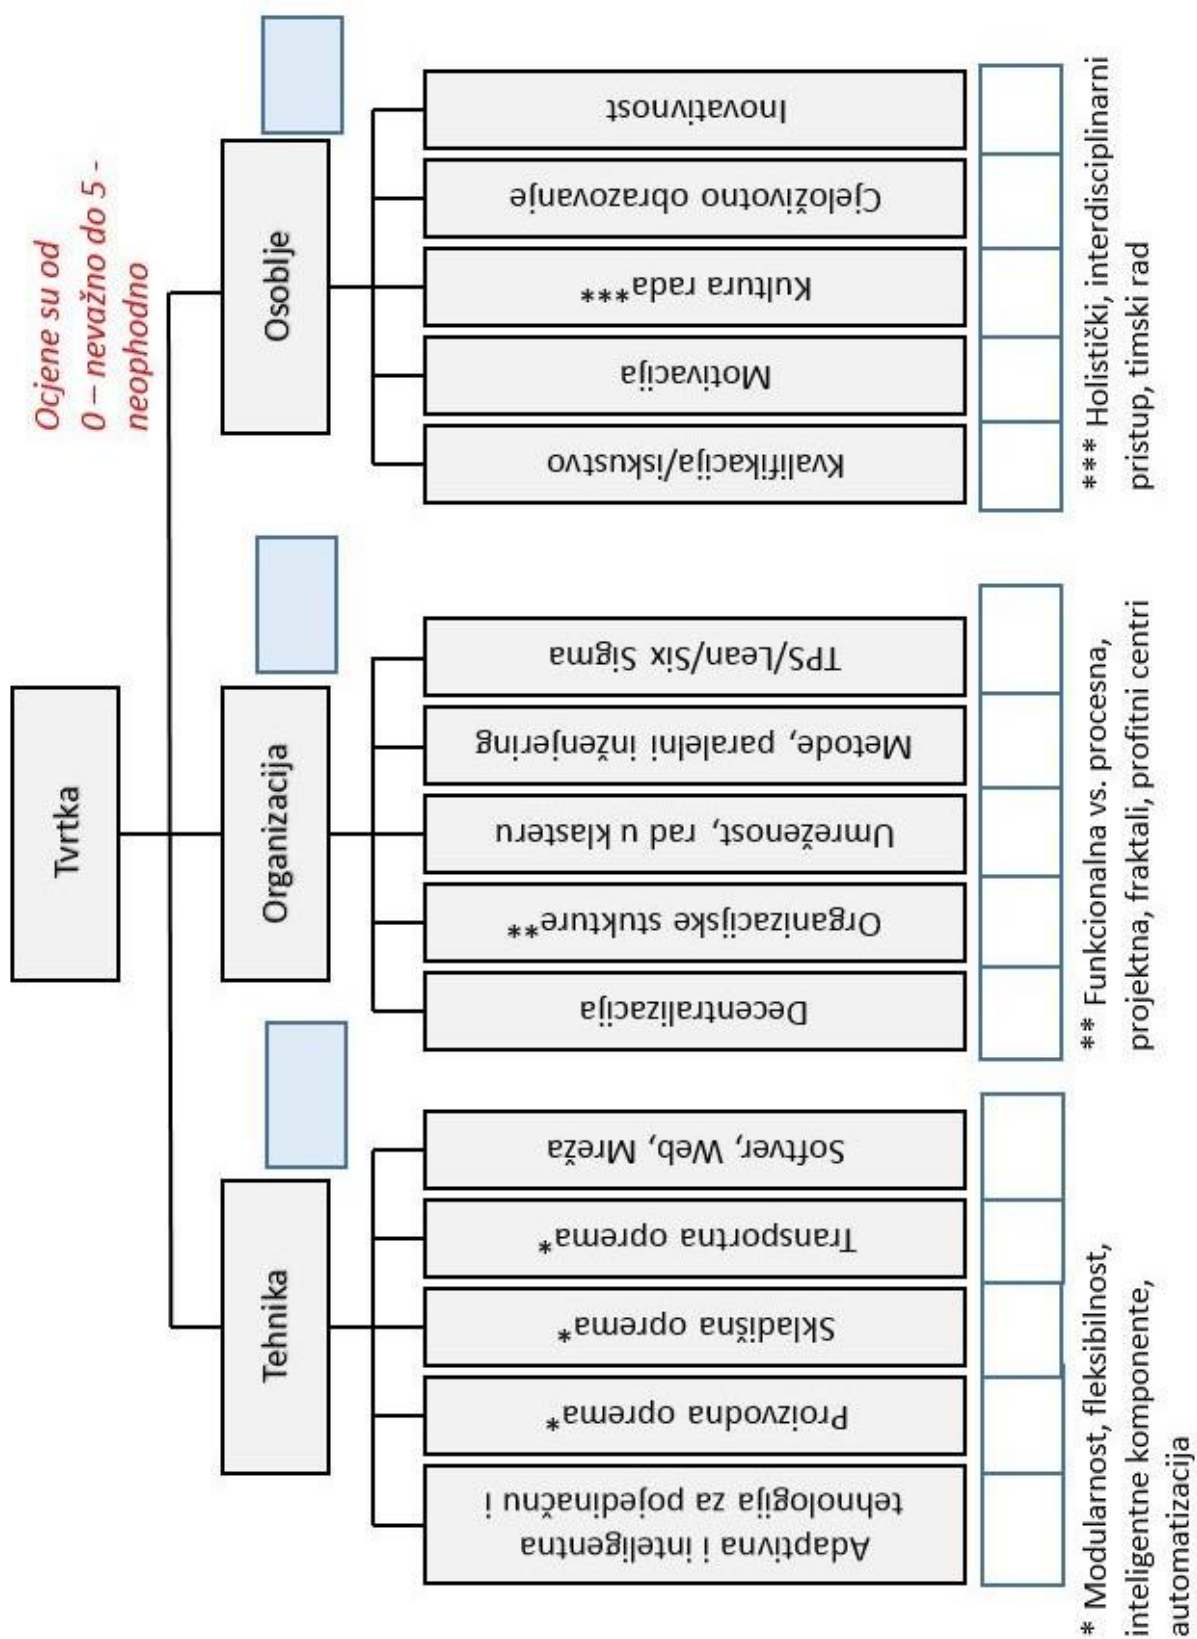 Ocjene su od
0 – nevažno do 5 -
neophodno
Tvrtka
Tehnika
Organizacija
Osoblje
Adaptivna i inteligentna
tehnologija za pojedinačnu i
Proizvodna oprema*
Skladišna oprema*
Transportna oprema*
Softver, Web, Mreža
Decentralizacija
Organizacijske stukture**
Umreženost, rad u klasteru
Metode, paralelni inženjering
TPS/Lean/Six Sigma
Kvalifikacija/iskustvo
Motivacija
Kultura rada***
Cjeloživotno obrazovanje
Inovativnost
* Modularnost, fleksibilnost,
inteligentne komponente,
automatizacija
** Funkcionalna vs. procesna,
projektna, fraktali, profitni centri
*** Holistički, interdisciplinarni
pristup, timski rad